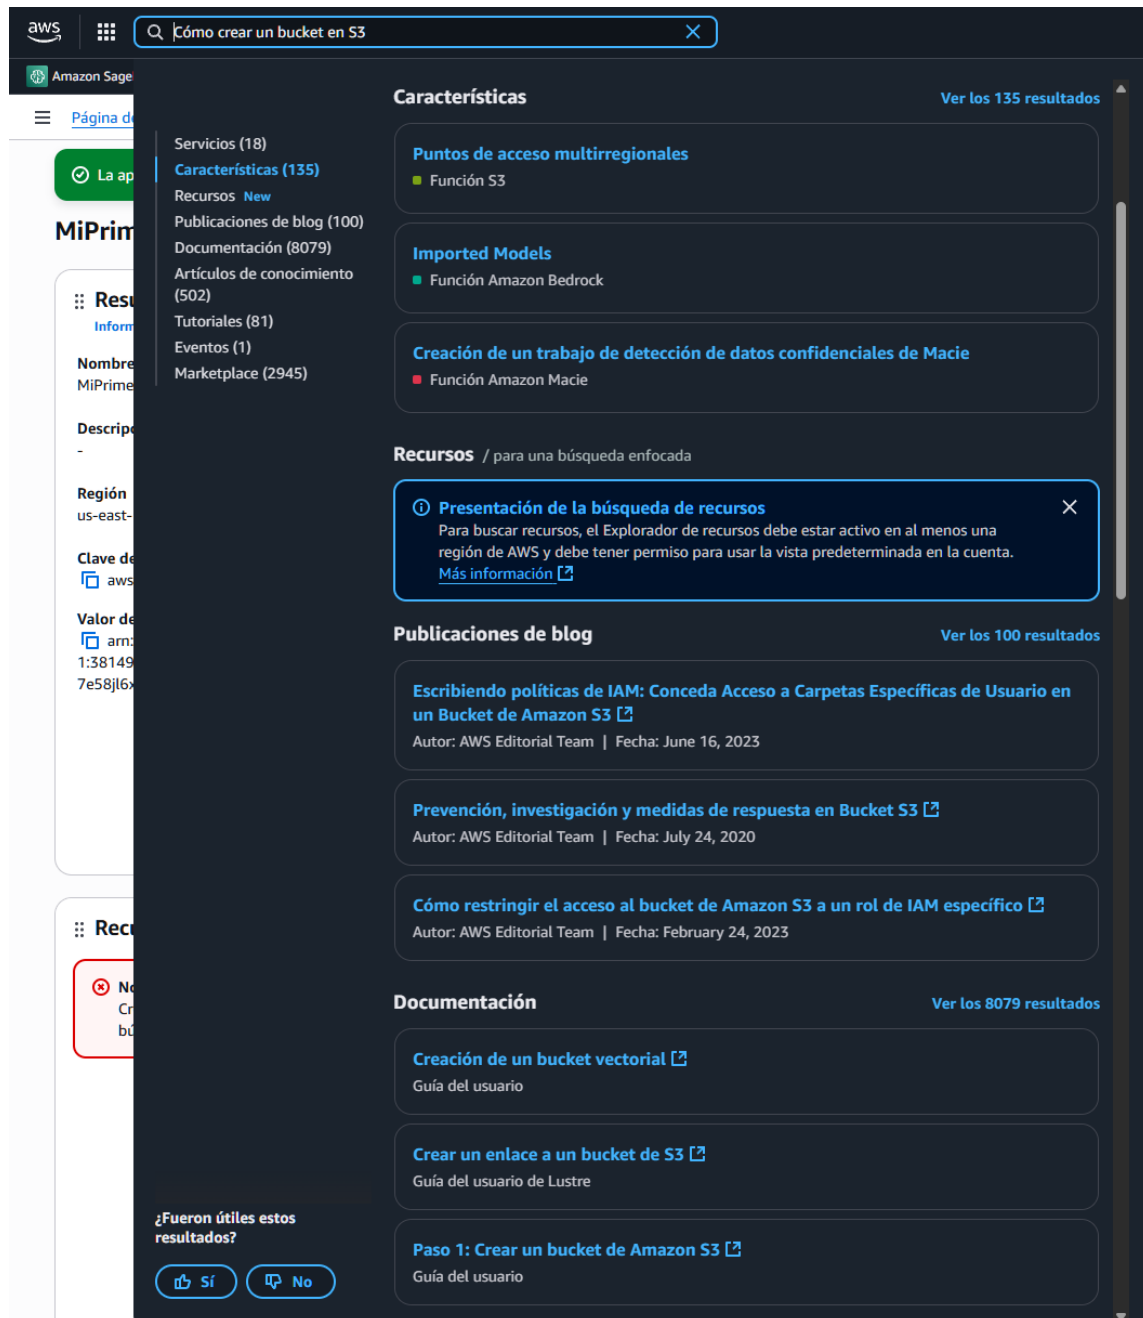 aws
Cómo crear un bucket en S3
Amazon Sage
Página de
La ap
MiPrim
Resu
Inform
Nombre
MiPrime
Descripc
-
Región
us-east-
Clave de
aws
Valor de
arn:
1:38149
7e58jl6x
Recu
No
Cr
bú
Servicios (18)
Características (135)
Recursos New
Publicaciones de blog (100)
Documentación (8079)
Artículos de conocimiento
(502)
Tutoriales (81)
Eventos (1)
Marketplace (2945)
Características
Ver los 135 resultados
Puntos de acceso multirregionales
Función S3
Imported Models
Función Amazon Bedrock
Creación de un trabajo de detección de datos confidenciales de Macie
Función Amazon Macie
Recursos / para una búsqueda enfocada
Presentación de la búsqueda de recursos
Para buscar recursos, el Explorador de recursos debe estar activo en al menos una
región de AWS y debe tener permiso para usar la vista predeterminada en la cuenta.
Más información
Publicaciones de blog
Ver los 100 resultados
Escribiendo políticas de IAM: Conceda Acceso a Carpetas Específicas de Usuario en
un Bucket de Amazon S3
Autor: AWS Editorial Team | Fecha: June 16, 2023
Prevención, investigación y medidas de respuesta en Bucket S3
Autor: AWS Editorial Team | Fecha: July 24, 2020
Cómo restringir el acceso al bucket de Amazon S3 a un rol de IAM específico
Autor: AWS Editorial Team | Fecha: February 24, 2023
Documentación
Ver los 8079 resultados
Creación de un bucket vectorial
Guía del usuario
Crear un enlace a un bucket de S3
Guía del usuario de Lustre
Paso 1: Crear un bucket de Amazon S3
Guía del usuario
¿Fueron útiles estos
resultados?
Sí
No